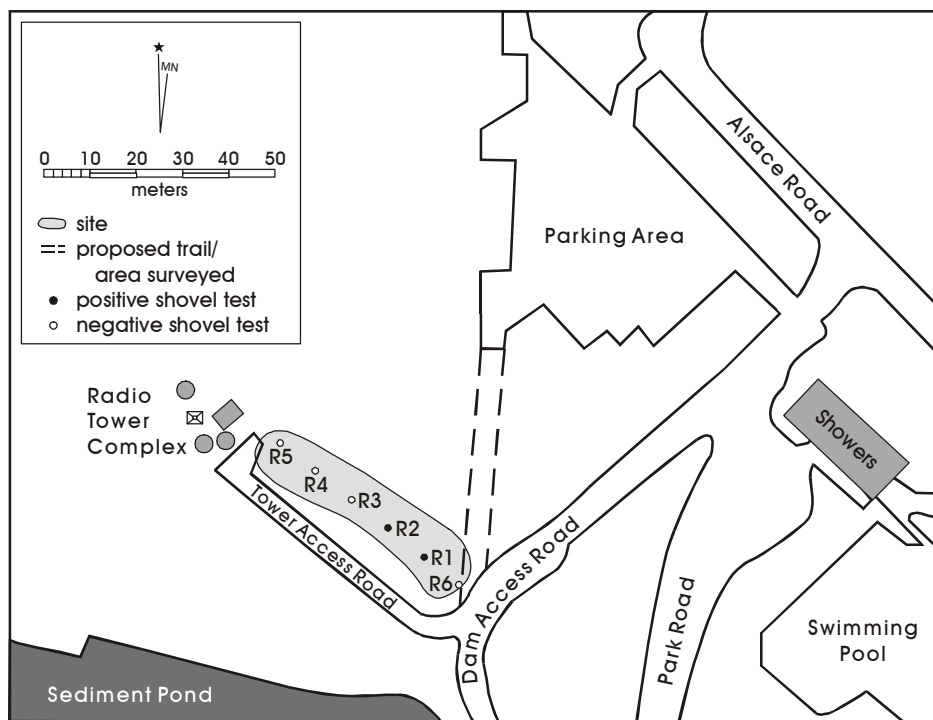 MN
0 10 20 30 40 50
meters
site
proposed trail/
area surveyed
positive shovel test
negative shovel test
Alsace Road
Parking Area
Radio
Tower
Complex
Showers
R5
R4
R3
R2
R1
R6
Tower Access Road
Dam Access Road
Park Road
Swimming
Pool
Sediment Pond